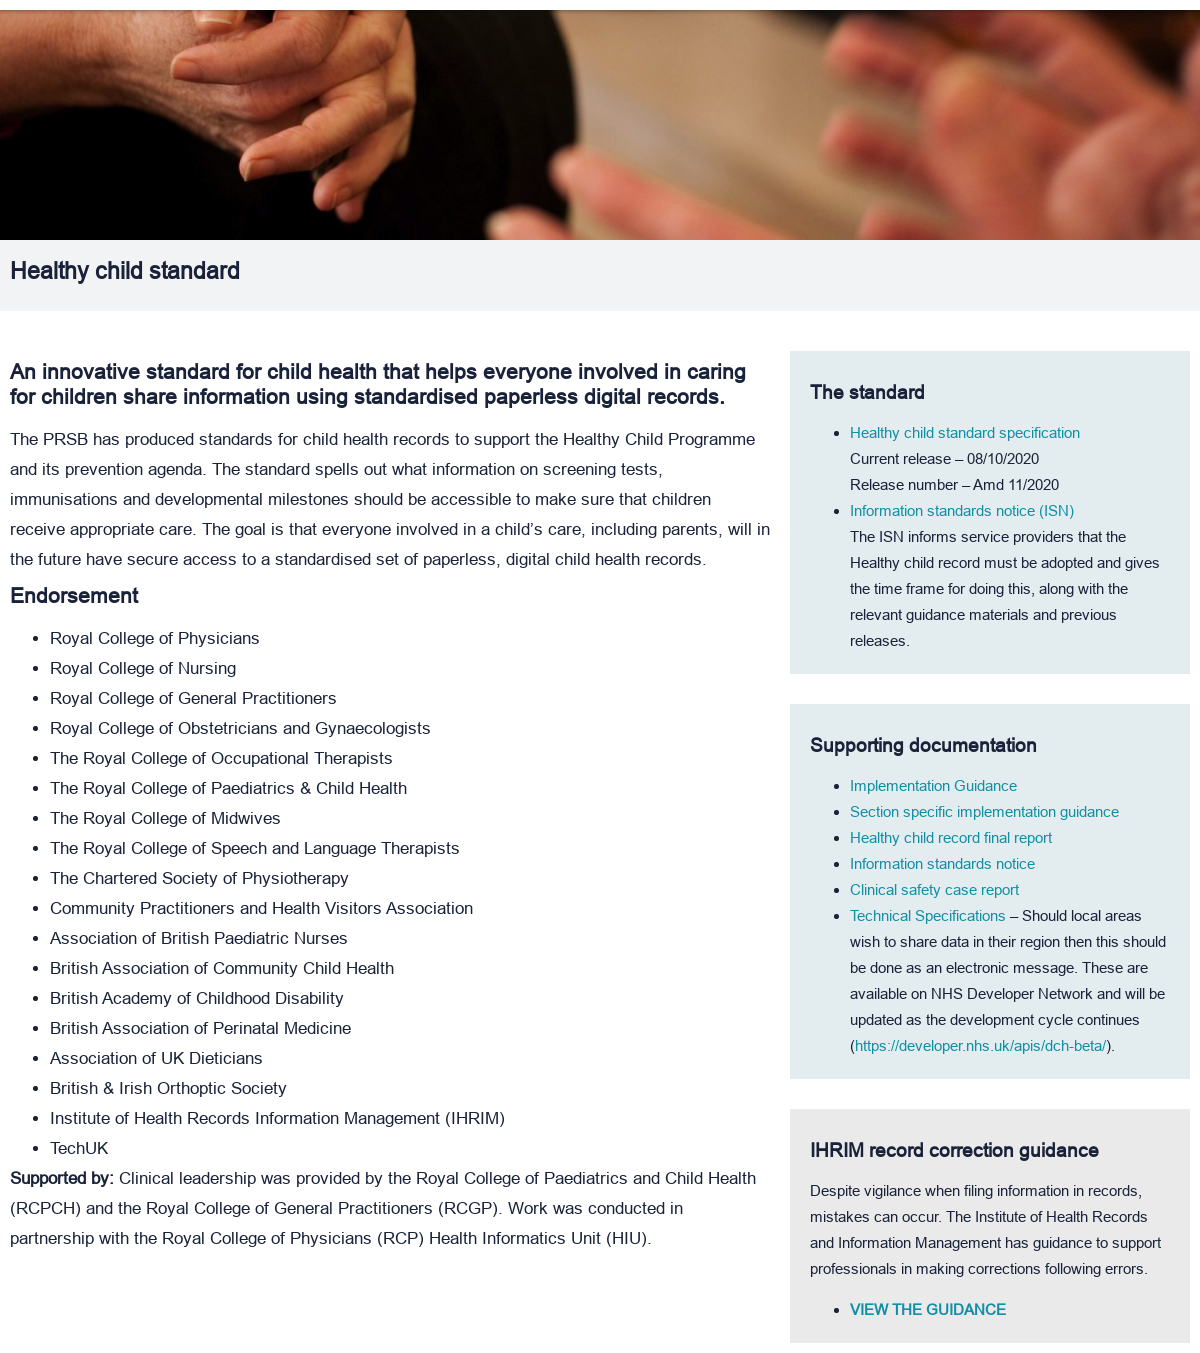 Healthy child standard
An innovative standard for child health that helps everyone involved in caring
for children share information using standardised paperless digital records.
The PRSB has produced standards for child health records to support the Healthy Child Programme
and its prevention agenda. The standard spells out what information on screening tests,
immunisations and developmental milestones should be accessible to make sure that children
receive appropriate care. The goal is that everyone involved in a child’s care, including parents, will in
the future have secure access to a standardised set of paperless, digital child health records.
Endorsement
Royal College of Physicians
Royal College of Nursing
Royal College of General Practitioners
Royal College of Obstetricians and Gynaecologists
The Royal College of Occupational Therapists
The Royal College of Paediatrics & Child Health
The Royal College of Midwives
The Royal College of Speech and Language Therapists
The Chartered Society of Physiotherapy
Community Practitioners and Health Visitors Association
Association of British Paediatric Nurses
British Association of Community Child Health
British Academy of Childhood Disability
British Association of Perinatal Medicine
Association of UK Dieticians
British & Irish Orthoptic Society
Institute of Health Records Information Management (IHRIM)
TechUK
Supported by: Clinical leadership was provided by the Royal College of Paediatrics and Child Health
(RCPCH) and the Royal College of General Practitioners (RCGP). Work was conducted in
partnership with the Royal College of Physicians (RCP) Health Informatics Unit (HIU).
The standard
Healthy child standard specification
Current release – 08/10/2020
Release number – Amd 11/2020
Information standards notice (ISN)
The ISN informs service providers that the
Healthy child record must be adopted and gives
the time frame for doing this, along with the
relevant guidance materials and previous
releases.
Supporting documentation
Implementation Guidance
Section specific implementation guidance
Healthy child record final report
Information standards notice
Clinical safety case report
Technical Specifications – Should local areas
wish to share data in their region then this should
be done as an electronic message. These are
available on NHS Developer Network and will be
updated as the development cycle continues
(https://developer.nhs.uk/apis/dch-beta/).
IHRIM record correction guidance
Despite vigilance when filing information in records,
mistakes can occur. The Institute of Health Records
and Information Management has guidance to support
professionals in making corrections following errors.
VIEW THE GUIDANCE